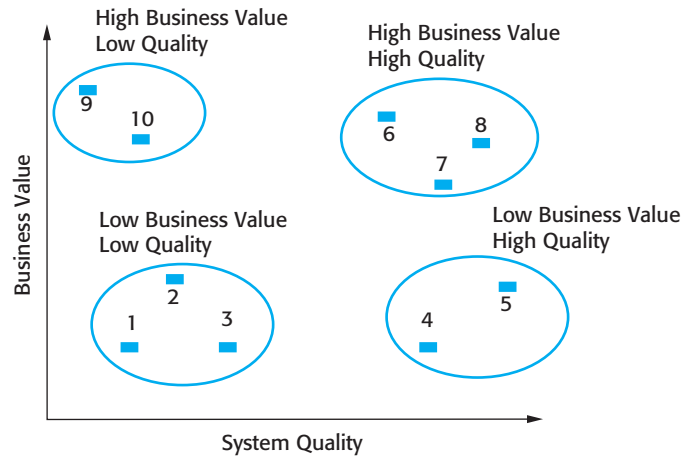 High Business Value
Low Quality
High Business Value
High Quality
9
10
6
8
7
Low Business Value
Low Quality
Low Business Value
High Quality
2
1
3
5
4
Business Value
System Quality